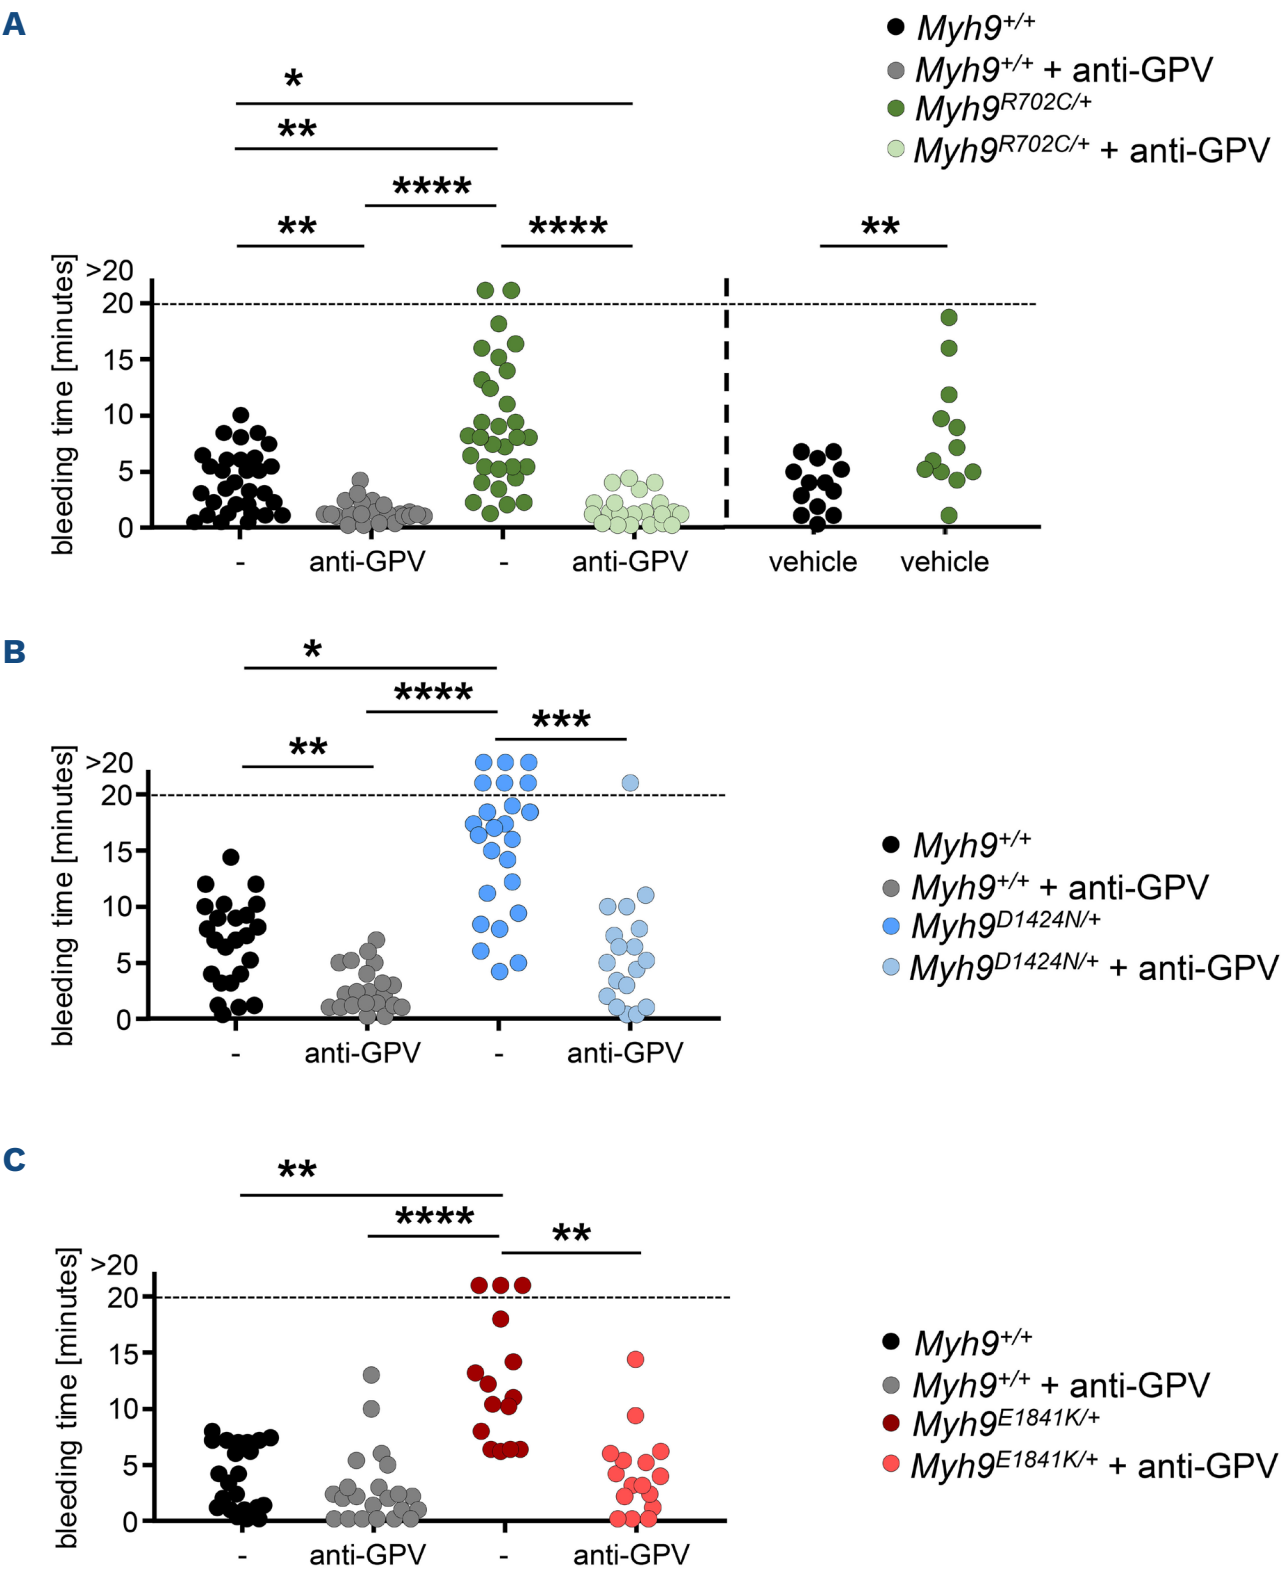 A
Myh9+/+
Myh9+/+ + anti-GPV
Myh9R702C/+
Myh9R702C/+ + anti-GPV
*
**
****
** **** **
bleeding time [minutes]
>20
20
15
10
5
0
- anti-GPV - anti-GPV vehicle vehicle
B
*
****
***
**
bleeding time [minutes]
>20
20
15
10
5
0
- anti-GPV - anti-GPV
Myh9+/+
Myh9+/+ + anti-GPV
Myh9D1424N/+
Myh9D1424N/+ + anti-GPV
C
**
****
**
bleeding time [minutes]
>20
20
15
10
5
0
- anti-GPV - anti-GPV
Myh9+/+
Myh9+/+ + anti-GPV
Myh9E1841K/+
Myh9E1841K/+ + anti-GPV